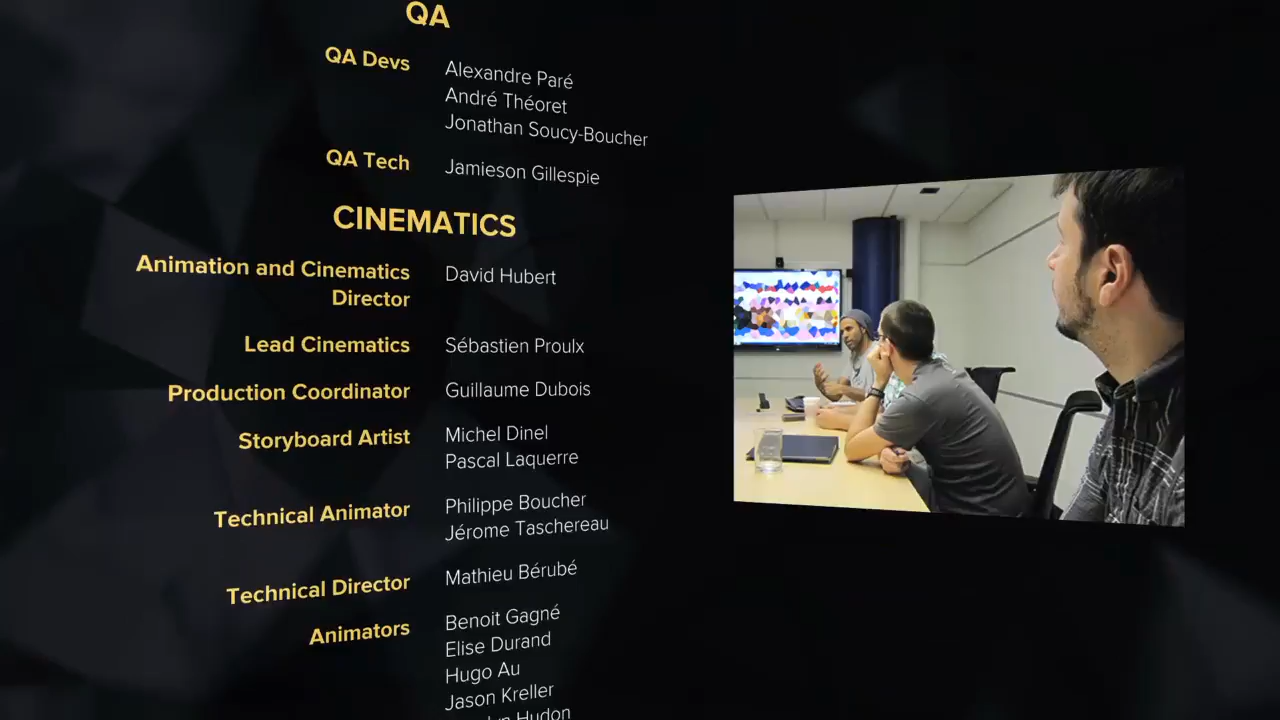 QA
QA Devs
Alexandre Paré
André Théoret
Jonathan Soucy-Boucher
QA Tech
Jamieson Gillespie
CINEMATICS
Animation and Cinematics
Director
David Hubert
Lead Cinematics
Sébastien Proulx
Production Coordinator
Guillaume Dubois
Storyboard Artist
Michel Dinel
Pascal Laquerre
Technical Animator
Philippe Boucher
Jérome Taschereau
Technical Director
Mathieu Bérubé
Animators
Benoit Gagné
Elise Durand
Hugo Au
Jason Kreller
Hudon